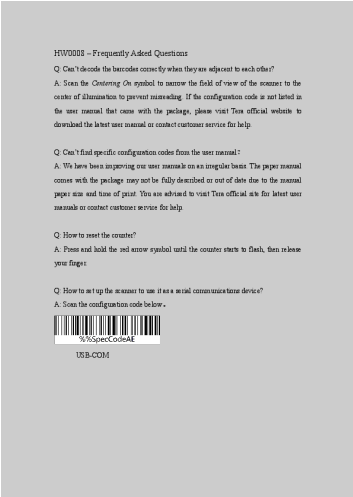 HW0008 – Frequently Asked Questions
Q: Can't decode the barcodes correctly when they are adjacent to each other?
A: Scan the Centering On symbol to narrow the field of view of the scanner to the
center of illumination to prevent misreading. If the configuration code is not listed in
the user manual that came with the package, please visit Tera official website to
download the latest user manual or contact customer service for help.
Q: Can't find specific configuration codes from the user manual?
A: We have been improving our user manuals on an irregular basis. The paper manual
comes with the package may not be fully described or out of date due to the manual
paper size and time of print. You are advised to visit Tera official site for latest user
manuals or contact customer service for help.
Q: How to reset the counter?
A: Press and hold the red arrow symbol until the counter starts to flash, then release
your finger.
Q: How to set up the scanner to use it as a serial communications device?
A: Scan the configuration code below.
%%SpecCodeAE
USB-COM